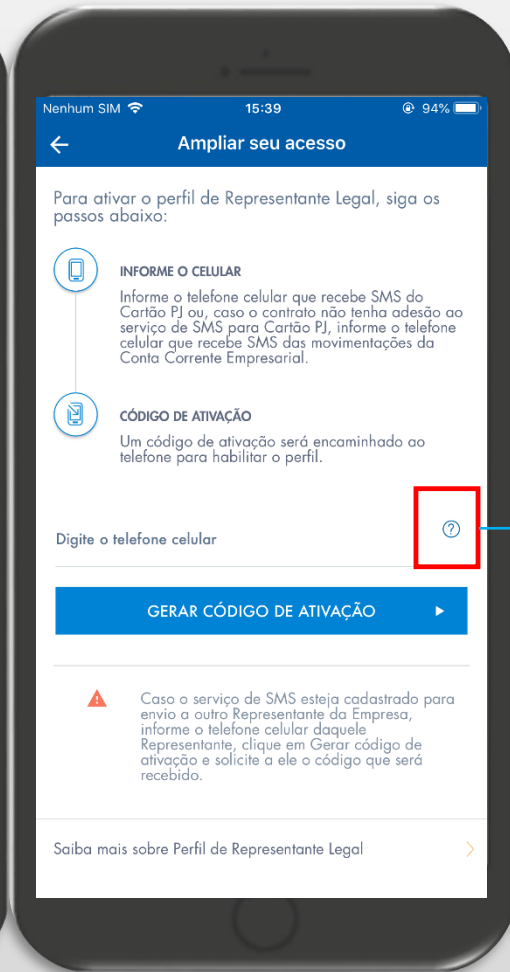 Nenhum SIM 15:39 94%
Ampliar seu acesso
Para ativar o perfil de Representante Legal, siga os
passos abaixo:
INFORME O CELULAR
Informe o telefone celular que recebe SMS do
Cartão PJ ou, caso o contrato não tenha adesão ao
serviço de SMS para Cartão PJ, informe o telefone
celular que recebe SMS das movimentações da
Conta Corrente Empresarial.
CÓDIGO DE ATIVAÇÃO
Um código de ativação será encaminhado ao
telefone para habilitar o perfil.
Digite o telefone celular ?
GERAR CÓDIGO DE ATIVAÇÃO
Caso o serviço de SMS esteja cadastrado para
envio a outro Representante da Empresa,
informe o telefone celular daquele
Representante, clique em Gerar código de
ativação e solicite a ele o código que será
recebido.
Saiba mais sobre Perfil de Representante Legal